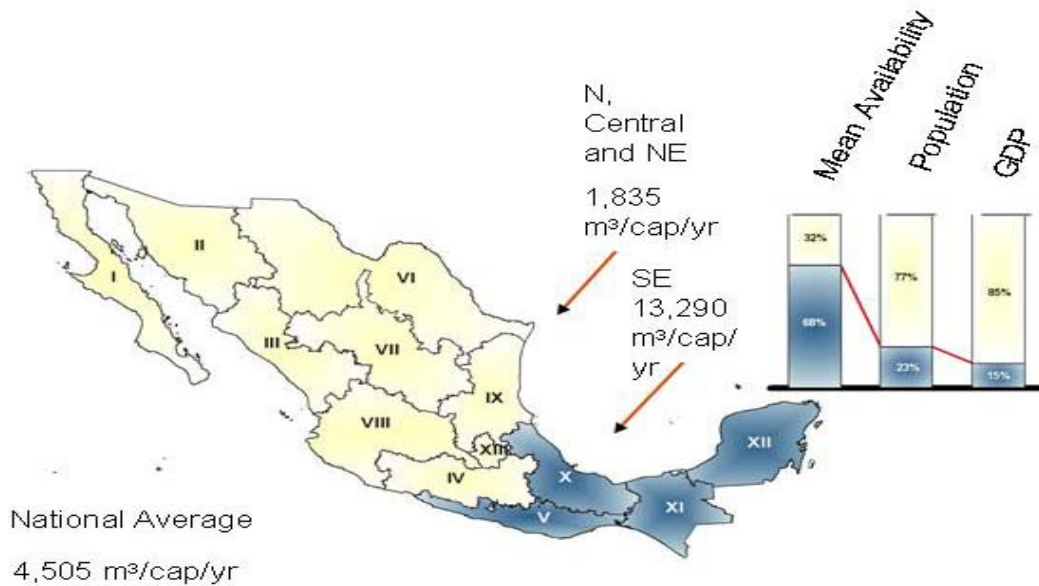 Mean Availability
Population
GDP
N,
Central
and NE
1,835
m³/cap/yr
SE
13,290
m³/cap/
yr
32%
77%
85%
68%
23%
15%
I
II
VI
III
VII
IX
VIII
XIII
IV
X
V
XI
XII
National Average
4,505 m³/cap/yr